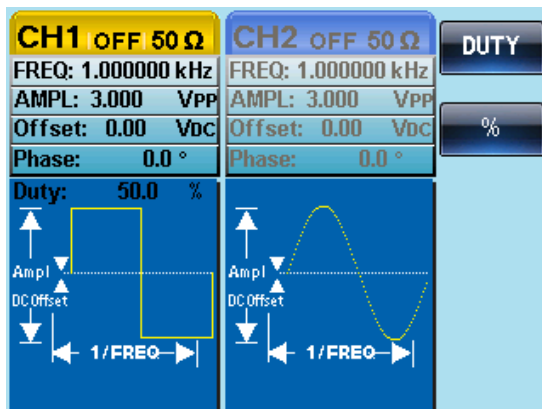 CH1 OFF 50 Ω
FREQ: 1.000000 kHz
AMPL: 3.000 VPP
Offset: 0.00 VDC
Phase: 0.0 °
Duty: 50.0 %
Ampl
DC Offset
1/FREQ
CH2 OFF 50 Ω
FREQ: 1.000000 kHz
AMPL: 3.000 VPP
Offset: 0.00 VDC
Phase: 0.0 °
Ampl
DC Offset
1/FREQ
DUTY
%